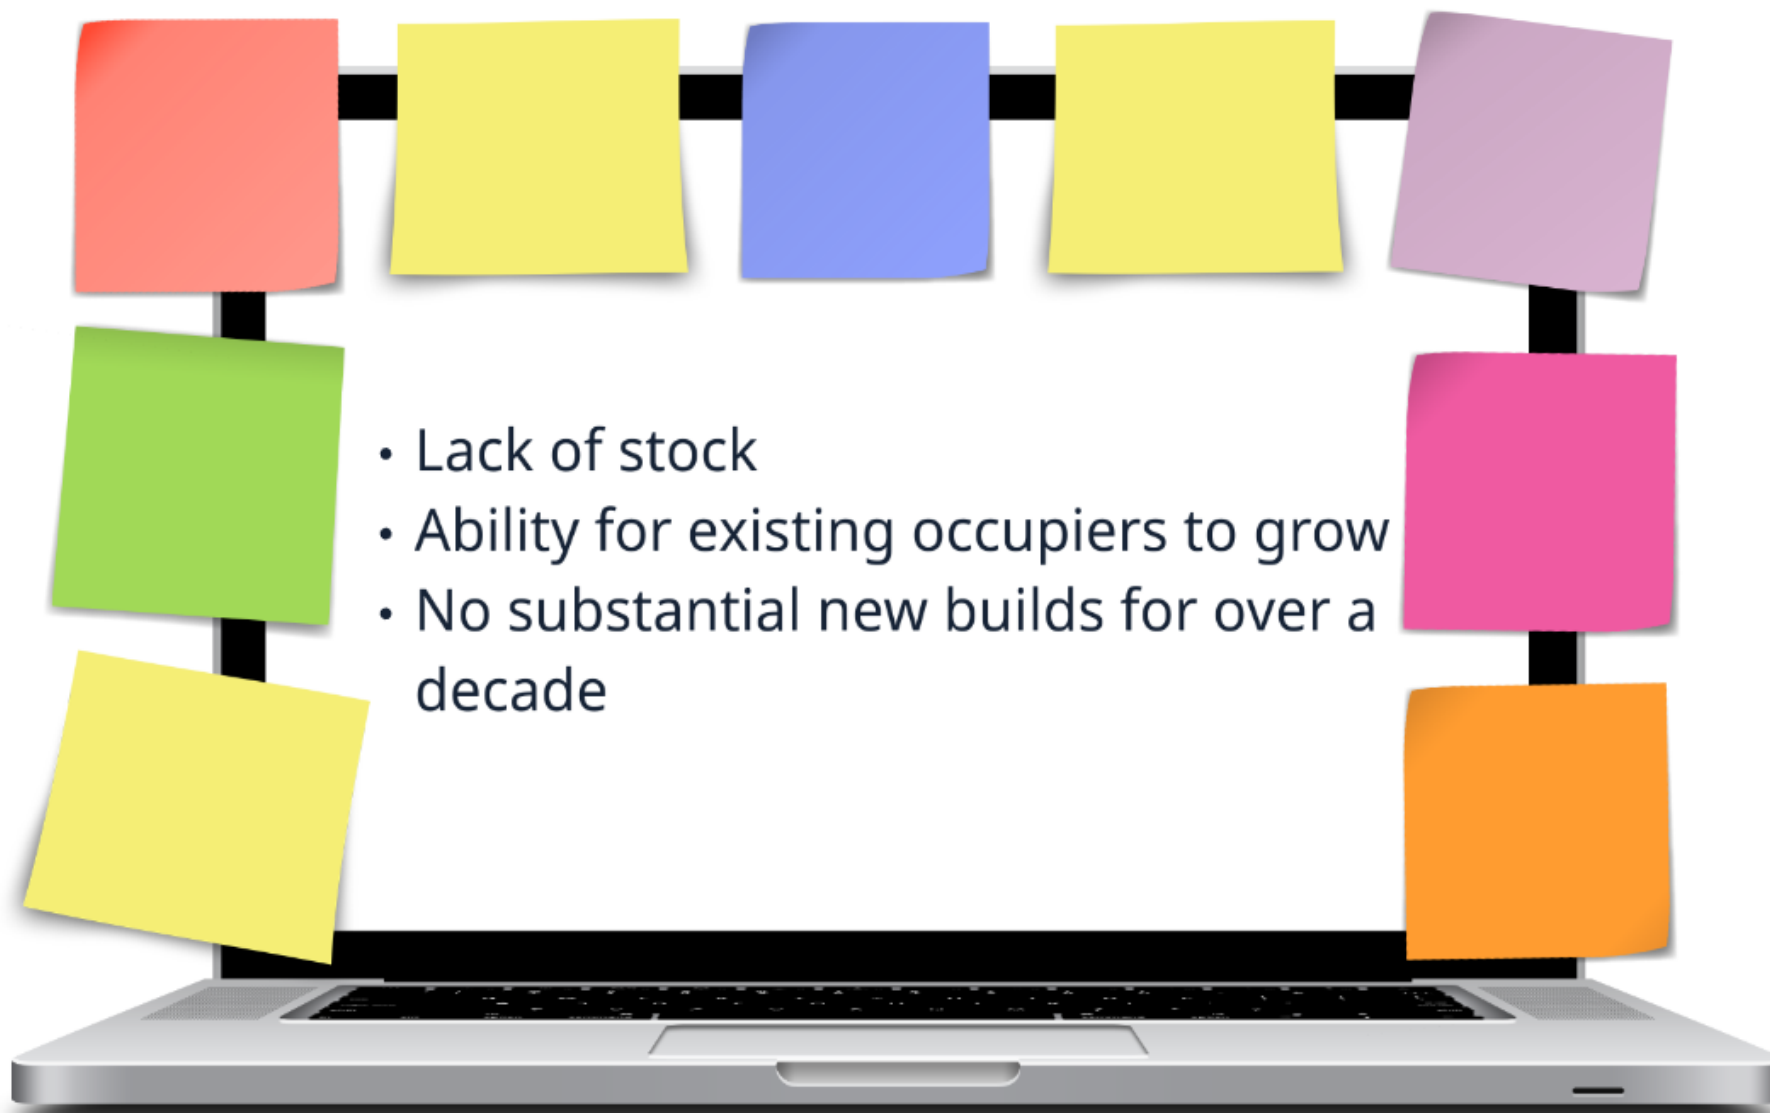 • Lack of stock
• Ability for existing occupiers to grow
• No substantial new builds for over a
decade